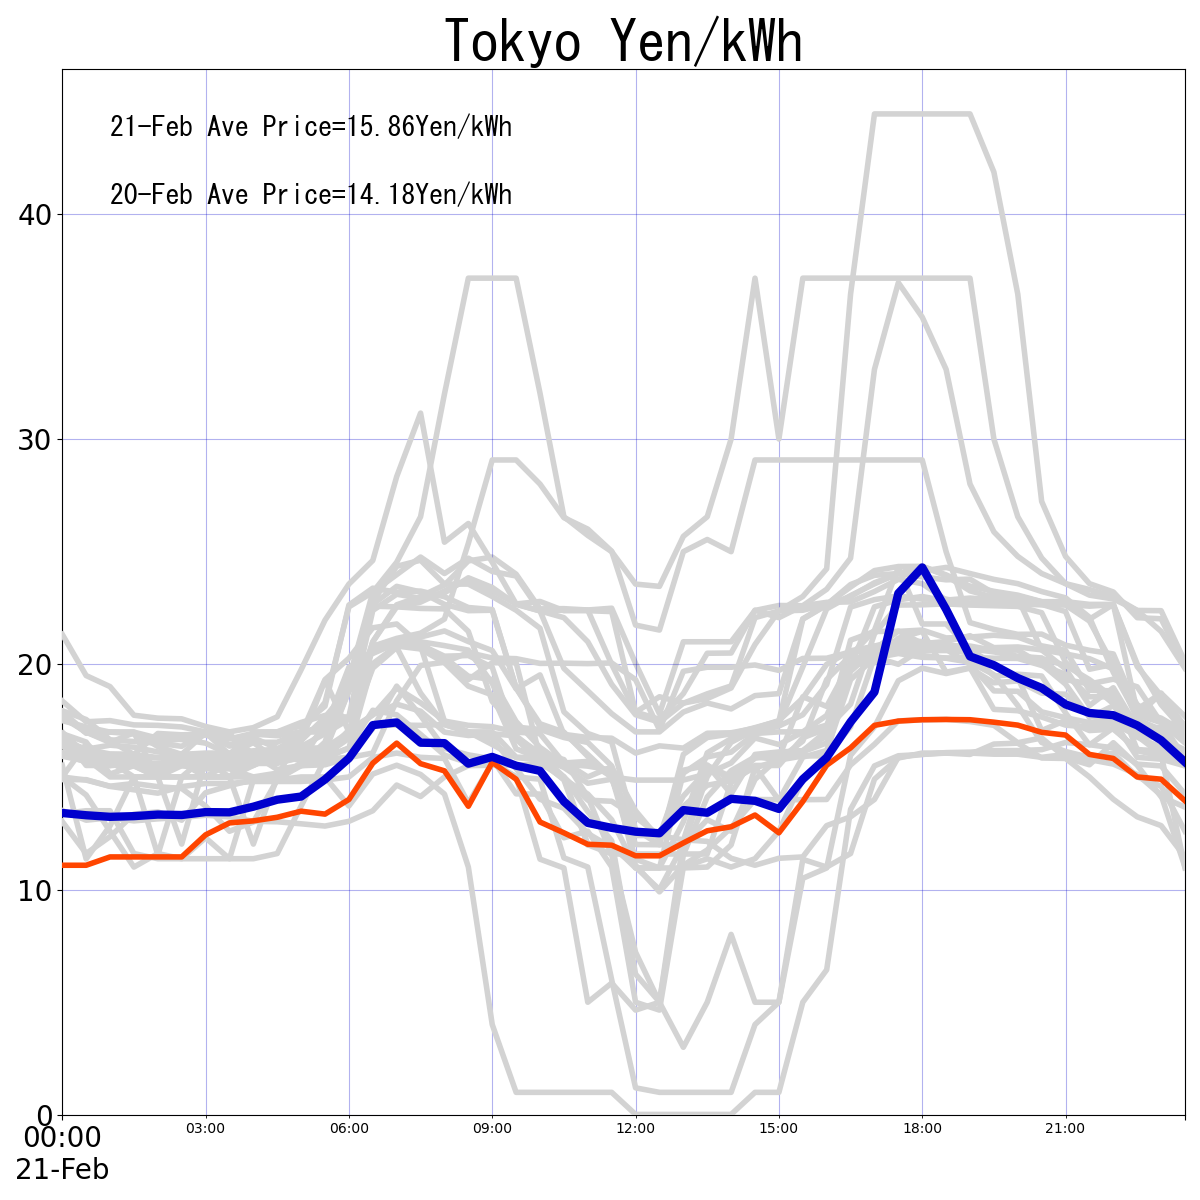 Tokyo Yen/kWh
21-Feb Ave Price=15.86Yen/kWh
20-Feb Ave Price=14.18Yen/kWh
40
30
20
10
0
00:00 03:00 06:00 09:00 12:00 15:00 18:00 21:00
21-Feb